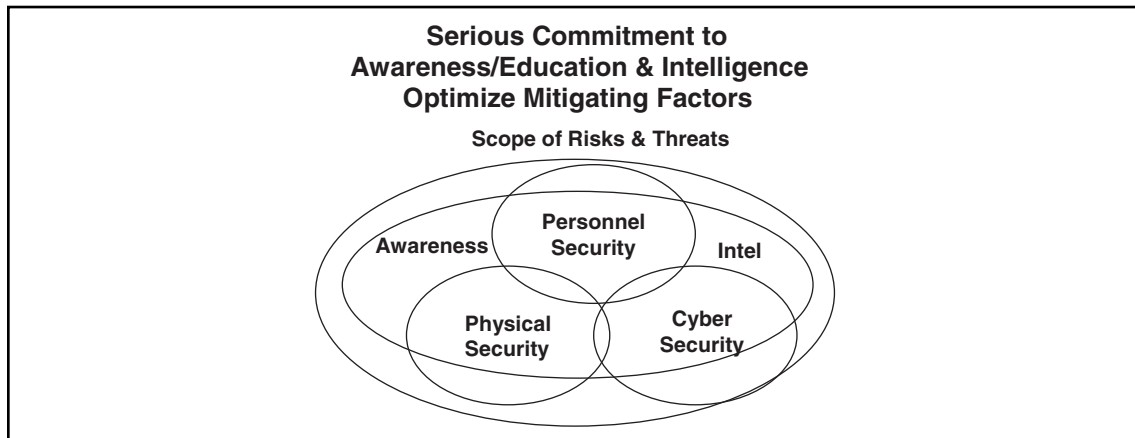 Serious Commitment to
Awareness/Education & Intelligence
Optimize Mitigating Factors
Scope of Risks & Threats
Personnel
Security
Awareness
Intel
Physical
Security
Cyber
Security